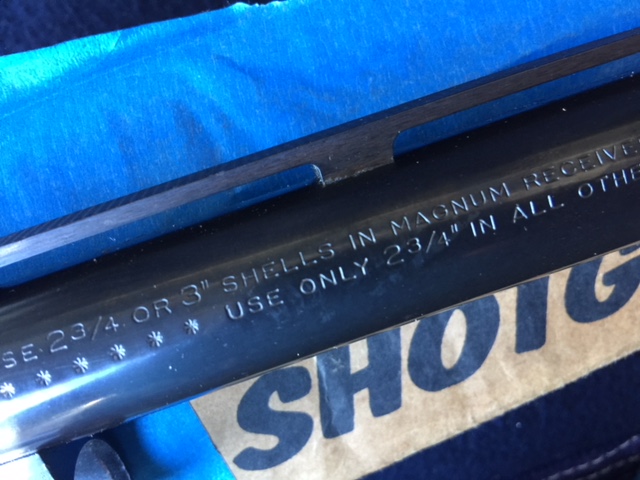 SE 2 3/4 OR 3" SHELLS IN MAGNUM RECEIVE
* * * * * * USE ONLY 2 3/4" IN ALL OTHE
SHOTG